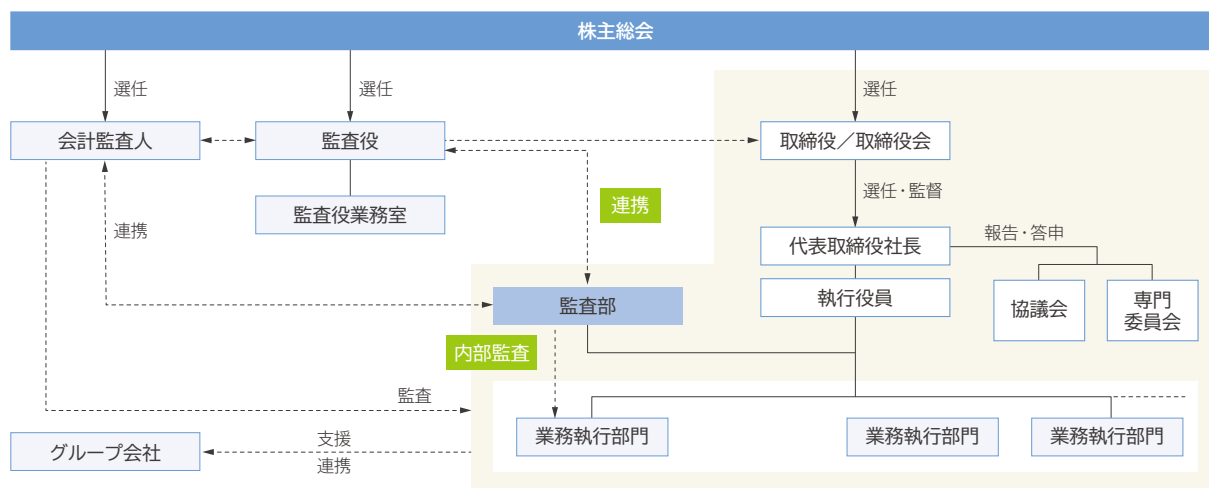 株主総会
選任
選任
選任
会計監査人
監査役
取締役／取締役会
選任・監督
監査役業務室
連携
連携
代表取締役社長
報告・答申
監査部
執行役員
協議会
専門
委員会
内部監査
監査
業務執行部門
業務執行部門
業務執行部門
グループ会社
支援
連携